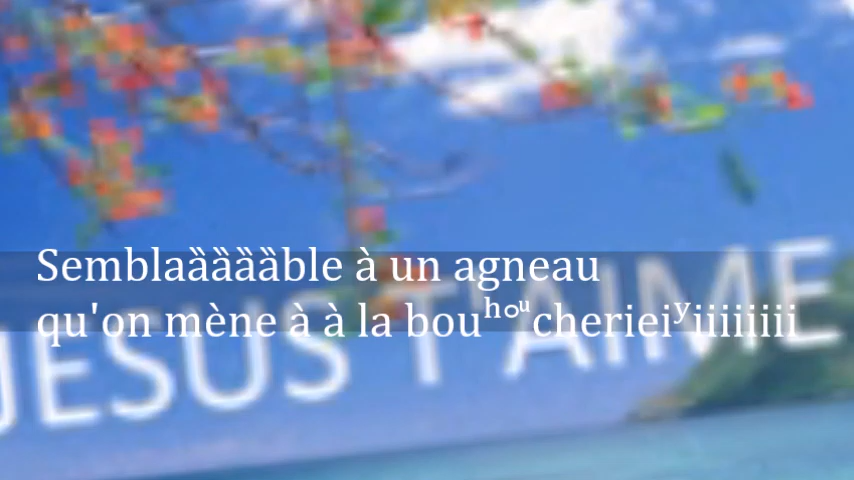 Semblaȁȁȁȁble à un agneau
qu'on mène à à la bouʰᵒᵘcherieiʸiiiiiii
JESUS T'AIME